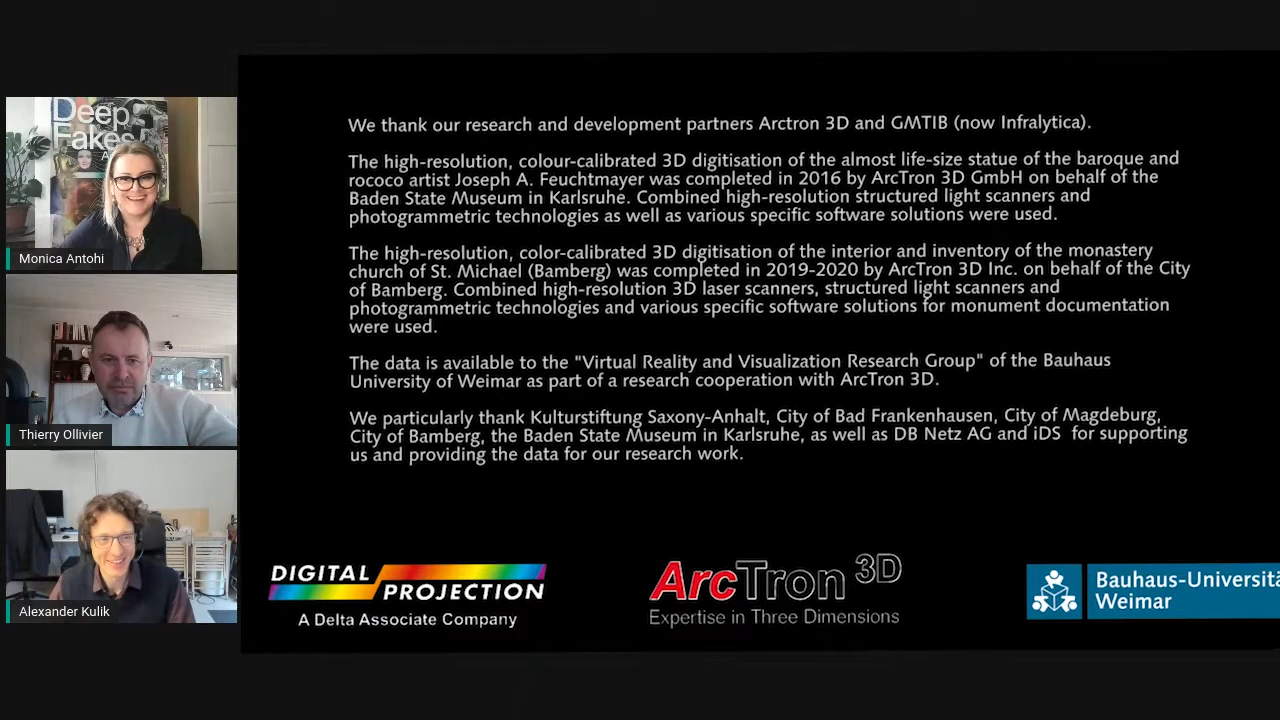 Deep
Fakes
Monica Antohi
Thierry Ollivier
Alexander Kulik
We thank our research and development partners Arctron 3D and GMTIB (now Infralytica).
The high-resolution, colour-calibrated 3D digitisation of the almost life-size statue of the baroque and
rococo artist Joseph A. Feuchtmayer was completed in 2016 by ArcTron 3D GmbH on behalf of the
Baden State Museum in Karlsruhe. Combined high-resolution structured light scanners and
photogrammetric technologies as well as various specific software solutions were used.
The high-resolution, color-calibrated 3D digitisation of the interior and inventory of the monastery
church of St. Michael (Bamberg) was completed in 2019-2020 by ArcTron 3D Inc. on behalf of the City
of Bamberg. Combined high-resolution 3D laser scanners, structured light scanners and
photogrammetric technologies and various specific software solutions for monument documentation
were used.
The data is available to the "Virtual Reality and Visualization Research Group" of the Bauhaus
University of Weimar as part of a research cooperation with ArcTron 3D.
We particularly thank Kulturstiftung Saxony-Anhalt, City of Bad Frankenhausen, City of Magdeburg,
City of Bamberg, the Baden State Museum in Karlsruhe, as well as DB Netz AG and iDS for supporting
us and providing the data for our research work.
DIGITAL
PROJECTION
A Delta Associate Company
ArcTron 3D
Expertise in Three Dimensions
Bauhaus-Universitä
Weimar